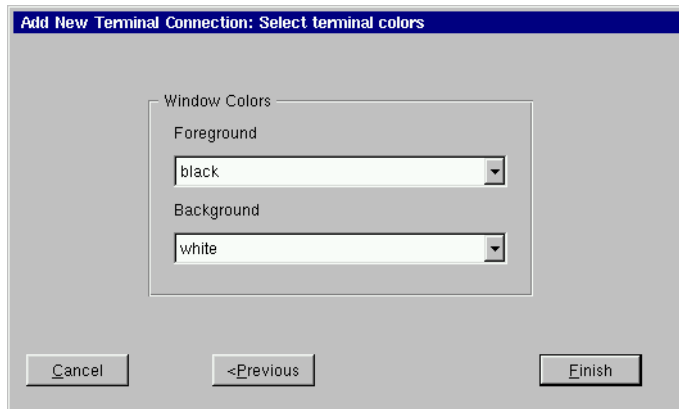 Add New Terminal Connection: Select terminal colors
Window Colors
Foreground
black
Background
white
Cancel
<Previous
Finish